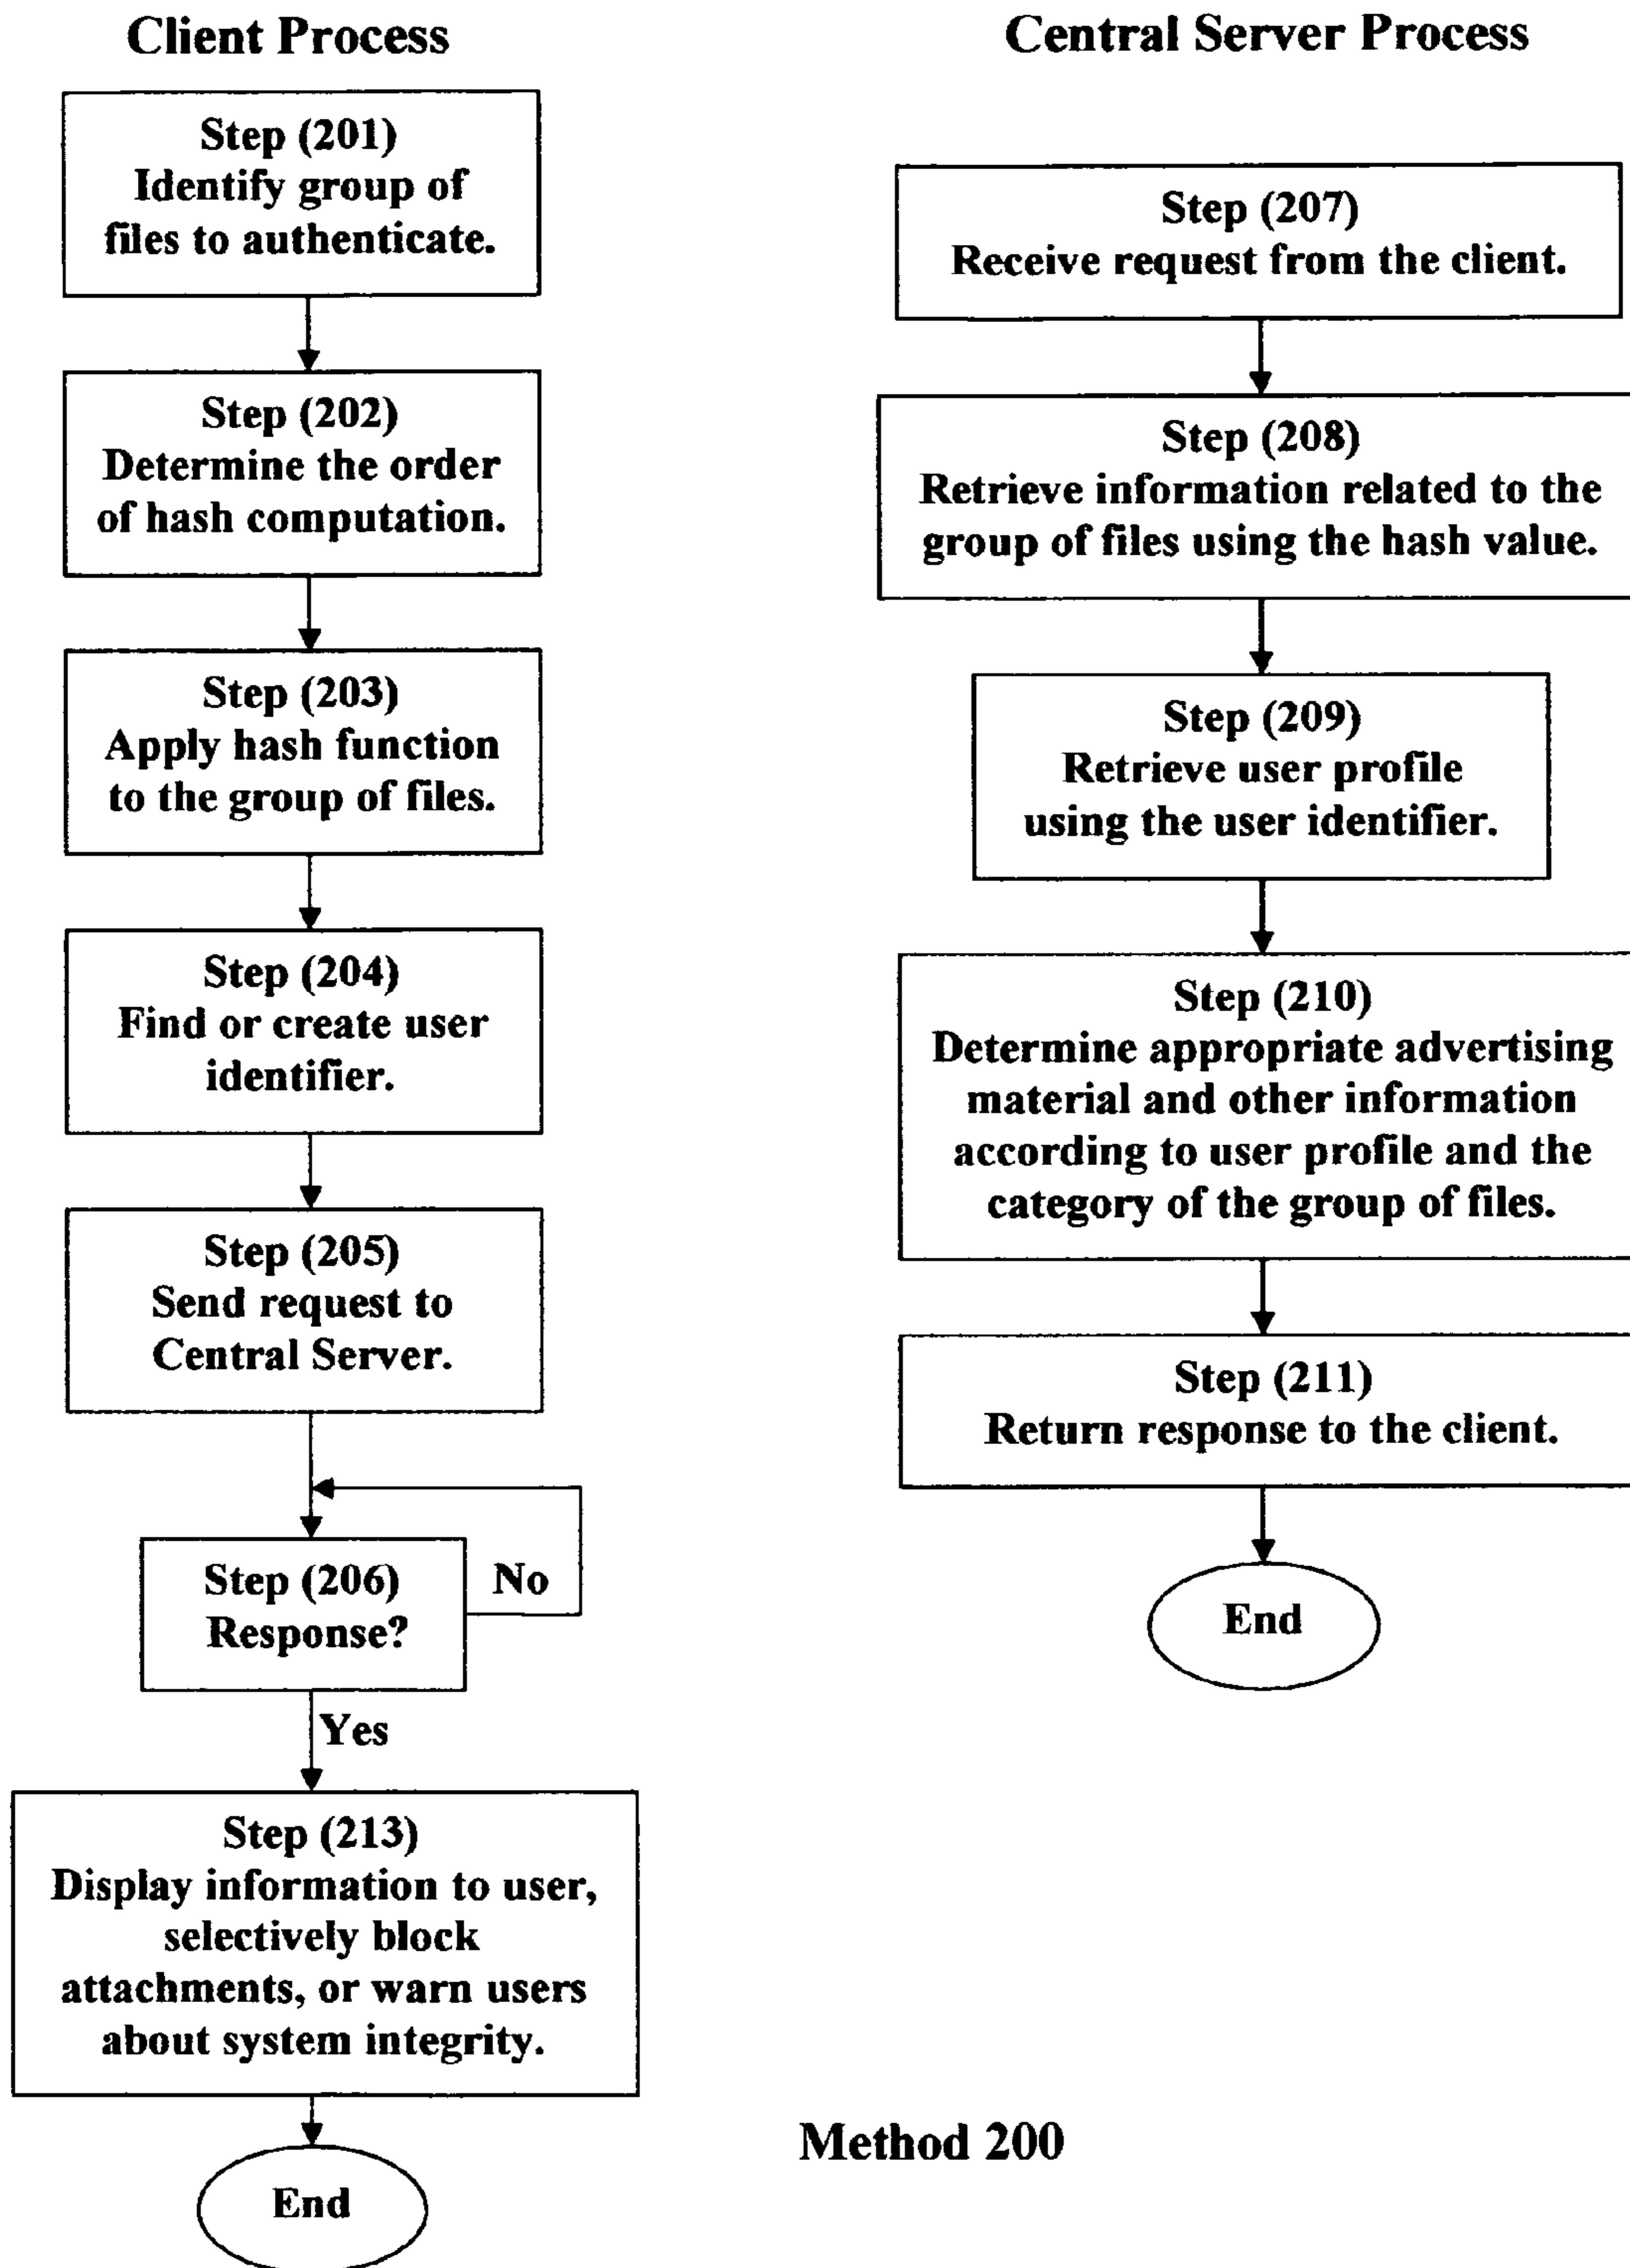 Client Process
Step (201)
Identify group of
files to authenticate.
Step (202)
Determine the order
of hash computation.
Step (203)
Apply hash function
to the group of files.
Step (204)
Find or create user
identifier.
Step (205)
Send request to
Central Server.
Step (206)
Response?
No
Yes
Step (213)
Display information to user,
selectively block
attachments, or warn users
about system integrity.
End
Central Server Process
Step (207)
Receive request from the client.
Step (208)
Retrieve information related to the
group of files using the hash value.
Step (209)
Retrieve user profile
using the user identifier.
Step (210)
Determine appropriate advertising
material and other information
according to user profile and the
category of the group of files.
Step (211)
Return response to the client.
End
Method 200